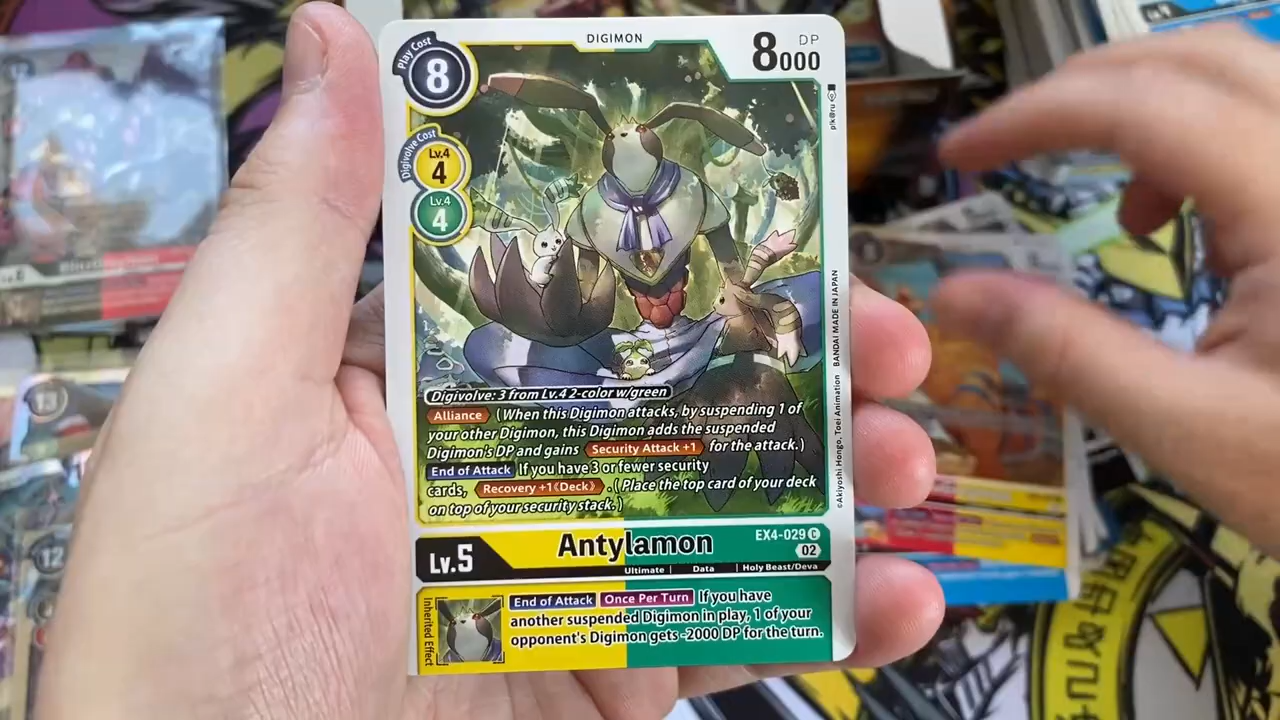 DIGIMON
Play Cost
8
8000
DP
Digivolve Cost
Lv.4
4
Lv.4
4
p!k@ru
©Akiyoshi Hongo, Toei Animation BANDAI MADE IN JAPAN
Digivolve: 3 from Lv.4 2-color w/green
Alliance (When this Digimon attacks, by suspending 1 of
your other Digimon, this Digimon adds the suspended
Digimon's DP and gains Security Attack +1 for the attack.)
End of Attack If you have 3 or fewer security
cards, Recovery +1《Deck》. (Place the top card of your deck
on top of your security stack.)
Lv.5
Antylamon
EX4-029 C
02
Ultimate | Data | Holy Beast/Deva
Inherited Effect
End of Attack Once Per Turn If you have
another suspended Digimon in play, 1 of your
opponent's Digimon gets -2000 DP for the turn.
13
12